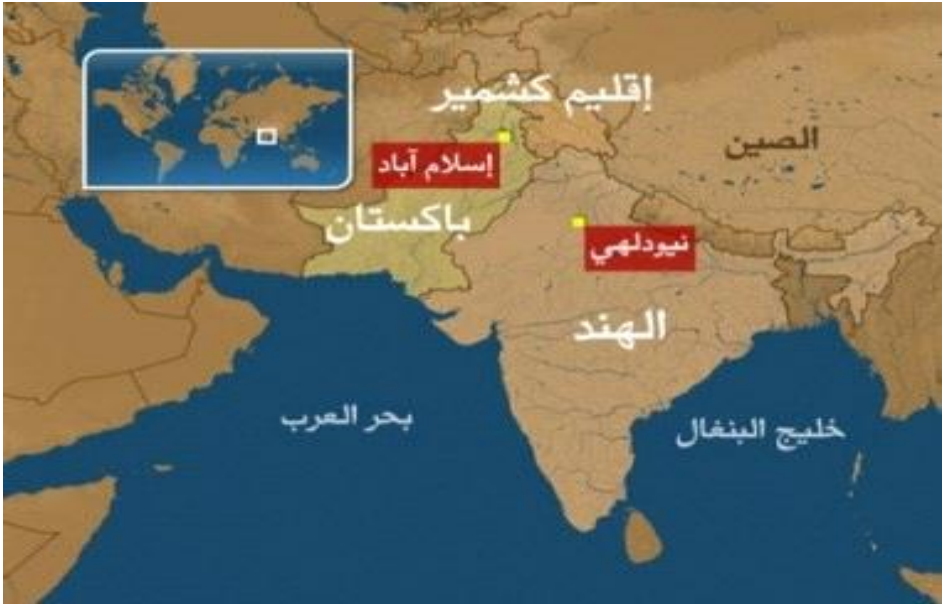 إقليم كشمير
الصين
إسلام آباد
باكستان
نيودلهي
الهند
بحر العرب
خليج البنغال